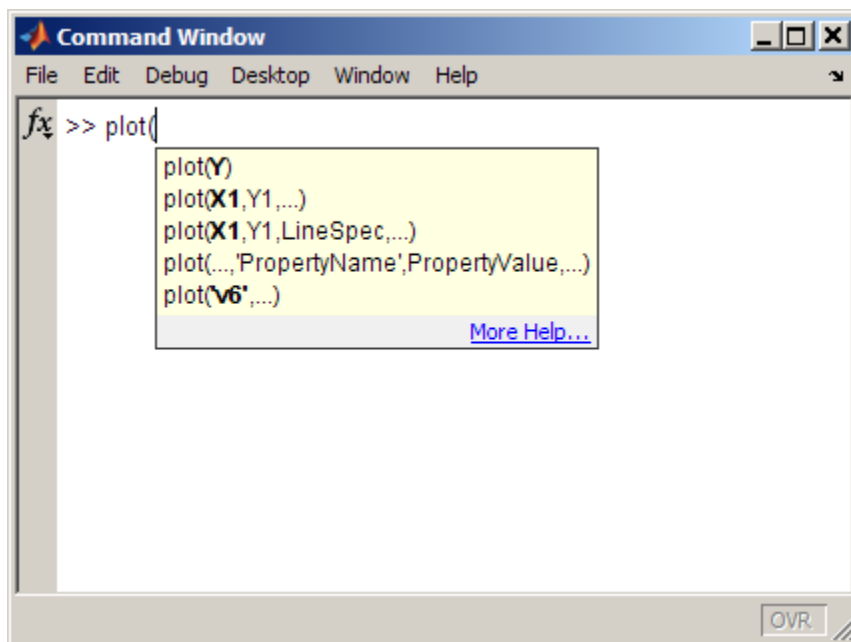 Command Window
File Edit Debug Desktop Window Help
fx >> plot(
plot(Y)
plot(X1,Y1,...)
plot(X1,Y1,LineSpec,...)
plot(...,'PropertyName',PropertyValue,...)
plot('v6',...)
More Help...
OVR